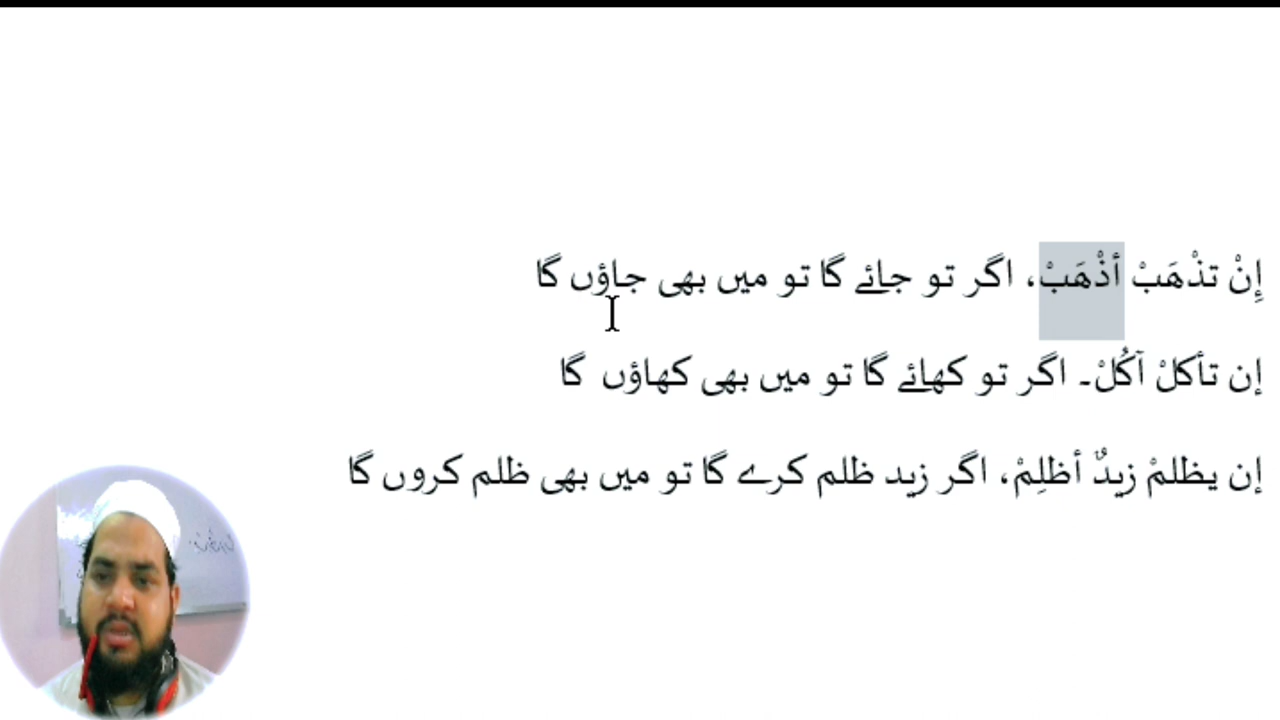 إِنْ تذْهَبْ أذْهَبْ، اگر تو جائے گا تو میں بھی جاؤں گا
إن تأكلْ آكُلْ۔ اگر تو کھائے گا تو میں بھی کھاؤں گا
إن يظلمْ زيدٌ أظلِمْ، اگر زید ظلم کرے گا تو میں بھی ظلم کروں گا